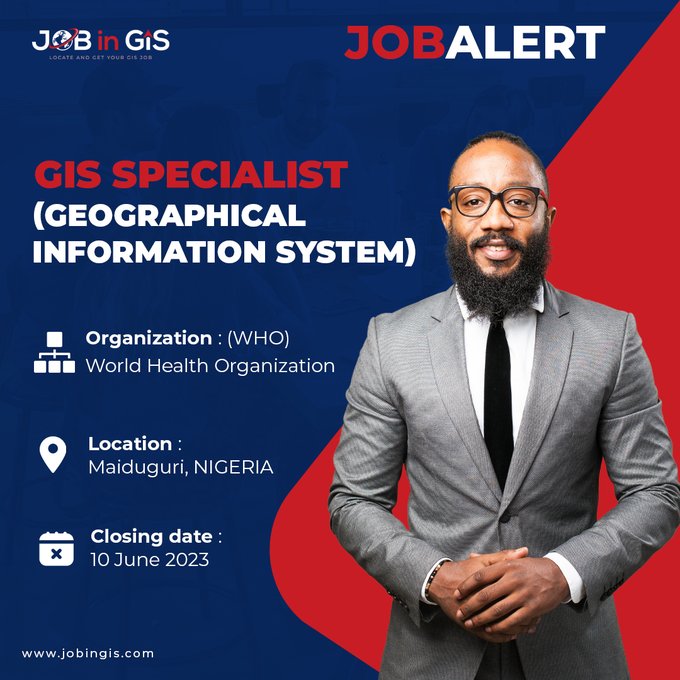 JOB in GiS
LOCATE AND GET YOUR GIS JOB
JOBALERT
GIS SPECIALIST
(GEOGRAPHICAL
INFORMATION SYSTEM)
Organization : (WHO)
World Health Organization
Location :
Maiduguri, NIGERIA
Closing date :
10 June 2023
www.jobingis.com